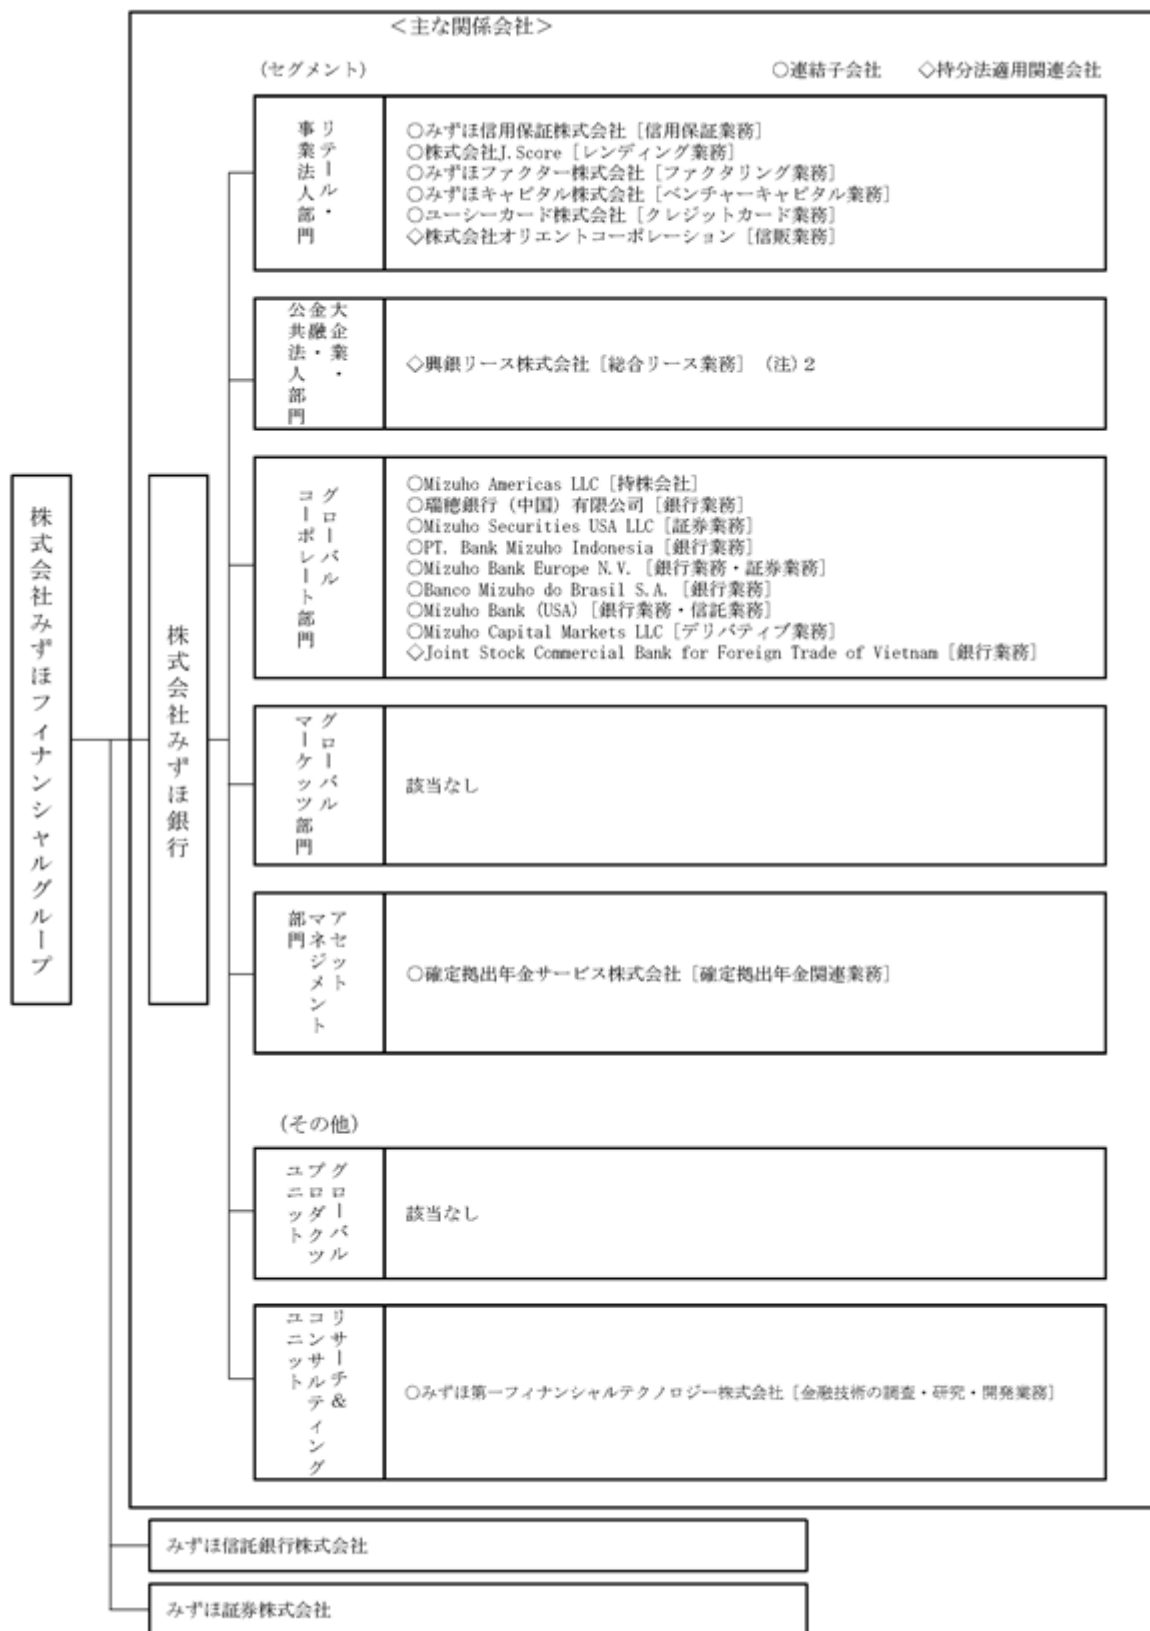 ＜主な関係会社＞
(セグメント)
○連結子会社　◇持分法適用関連会社
リテール・
事業法人部門
○みずほ信用保証株式会社［信用保証業務］
○株式会社J.Score［レンディング業務］
○みずほファクター株式会社［ファクタリング業務］
○みずほキャピタル株式会社［ベンチャーキャピタル業務］
○ユーシーカード株式会社［クレジットカード業務］
◇株式会社オリエントコーポレーション［信販業務］
大企業・
金融・
公共法人部門
◇興銀リース株式会社［総合リース業務］（注）2
株式会社みずほフィナンシャルグループ
株式会社みずほ銀行
グローバル
コーポレート部門
○Mizuho Americas LLC［持株会社］
○瑞穂銀行（中国）有限公司［銀行業務］
○Mizuho Securities USA LLC［証券業務］
○PT. Bank Mizuho Indonesia［銀行業務］
○Mizuho Bank Europe N.V.［銀行業務・証券業務］
○Banco Mizuho do Brasil S.A.［銀行業務］
○Mizuho Bank (USA)［銀行業務・信託業務］
○Mizuho Capital Markets LLC［デリバティブ業務］
◇Joint Stock Commercial Bank for Foreign Trade of Vietnam［銀行業務］
グローバル
マーケッツ部門
該当なし
アセット
マネジメント
部門
○確定拠出年金サービス株式会社［確定拠出年金関連業務］
(その他)
グローバル
プロダクツ
ユニット
該当なし
リサーチ＆
コンサルティング
ユニット
○みずほ第一フィナンシャルテクノロジー株式会社［金融技術の調査・研究・開発業務］
みずほ信託銀行株式会社
みずほ証券株式会社